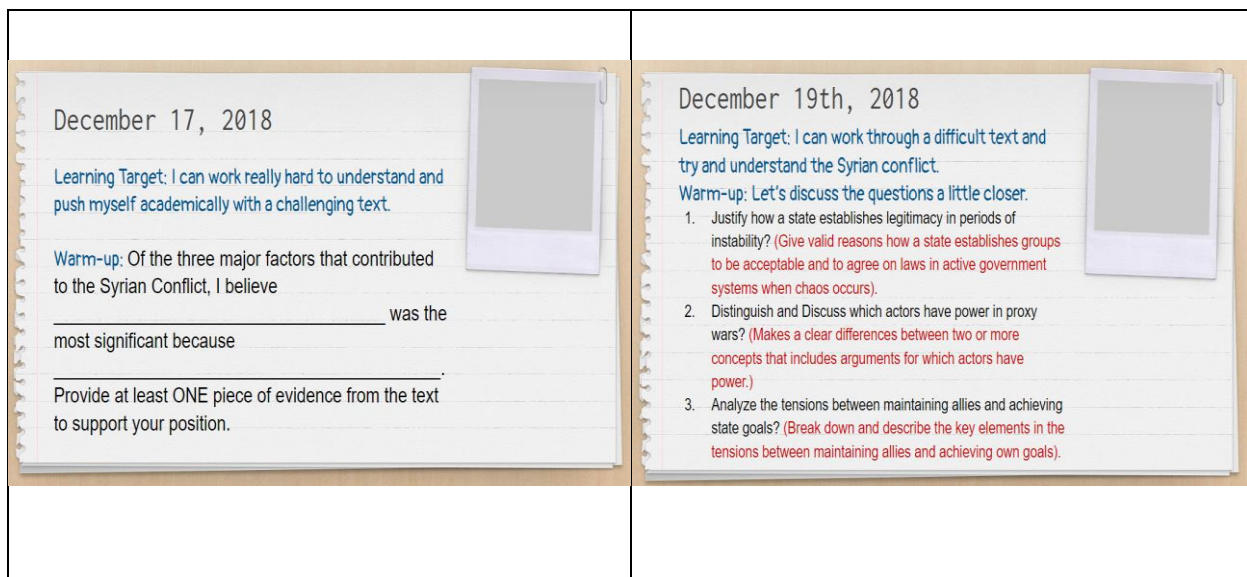 December 17, 2018
Learning Target: I can work really hard to understand and
push myself academically with a challenging text.
Warm-up: Of the three major factors that contributed
to the Syrian Conflict, I believe
_________________________________ was the
most significant because
_______________________________________.
Provide at least ONE piece of evidence from the text
to support your position.
December 19th, 2018
Learning Target: I can work through a difficult text and
try and understand the Syrian conflict.
Warm-up: Let's discuss the questions a little closer.
1. Justify how a state establishes legitimacy in periods of
instability? (Give valid reasons how a state establishes groups
to be acceptable and to agree on laws in active government
systems when chaos occurs).
2. Distinguish and Discuss which actors have power in proxy
wars? (Makes a clear differences between two or more
concepts that includes arguments for which actors have
power.)
3. Analyze the tensions between maintaining allies and achieving
state goals? (Break down and describe the key elements in the
tensions between maintaining allies and achieving own goals).